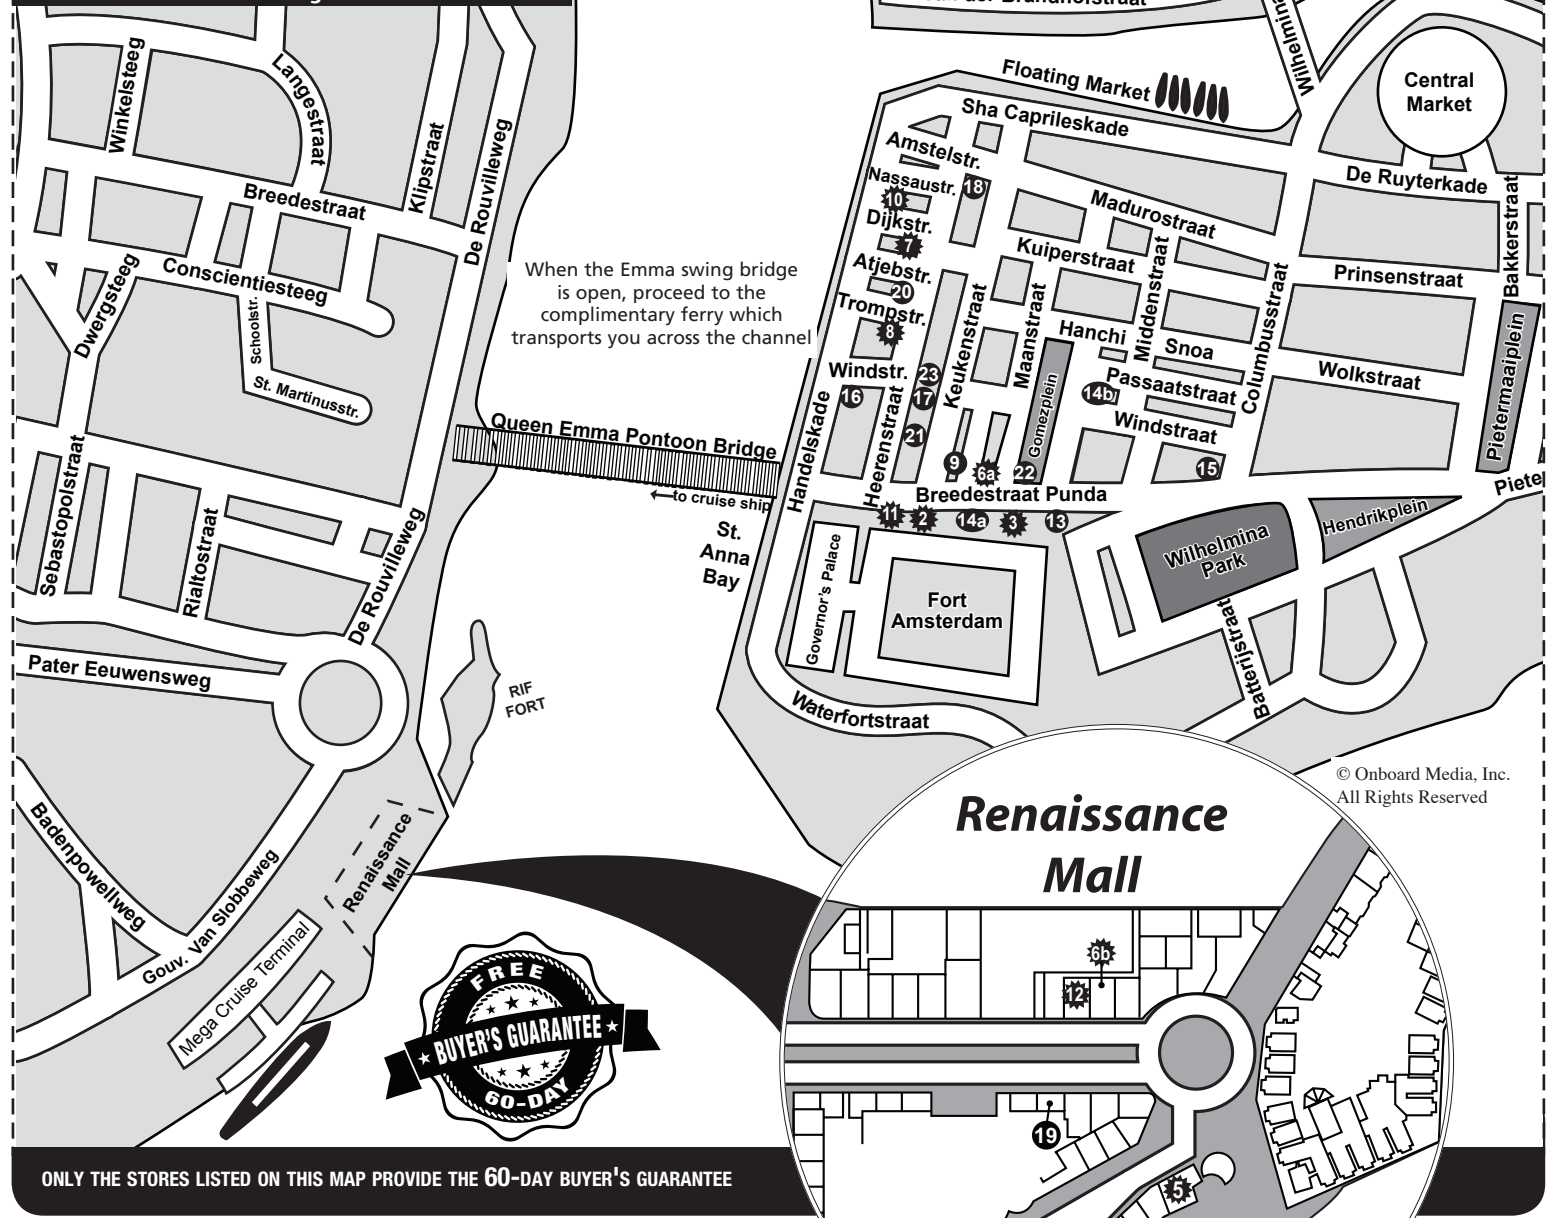 Winkelsteeg
Langestraat
Klipstraat
De Rouvilleweg
Breedestraat
Conscientiesteeg
Dwergsteeg
Schoolstr.
St. Martinusstr.
Sebastopolstraat
Rialtostraat
De Rouvilleweg
Pater Eeuwensweg
Badenpowellweg
Gouv. Van Slobbeweg
Renaissance
Mall
Mega Cruise Terminal
RIF
FORT
When the Emma swing bridge
is open, proceed to the
complimentary ferry which
transports you across the channel
Queen Emma Pontoon Bridge
to cruise ship
St.
Anna
Bay
Floating Market
Wilhelmina
Central
Market
Sha Caprileskade
Amstelstr.
Nassaustr.
18
10
Dijkstr.
7
Atjebstr.
20
Trompstr.
8
Windstr.
23
16
17
21
9
6a
22
Handelskade
Heerenstraat
Keukenstraat
Maanstraat
Gomezplein
Madurostraat
Kuiperstraat
Middenstraat
Hanchi
Snoa
Passaatstraat
14b
Windstraat
15
Columbusstraat
De Ruyterkade
Bakkerstraat
Prinsenstraat
Wolkstraat
Pietermaaiplein
Piete
Breedestraat Punda
11
2
14a
3
13
Governor's Palace
Fort
Amsterdam
Wilhelmina
Park
Hendrikplein
Batterijstraat
Waterfortstraat
© Onboard Media, Inc.
All Rights Reserved
Renaissance
Mall
6b
12
19
5
FREE
BUYER'S GUARANTEE
60-DAY
ONLY THE STORES LISTED ON THIS MAP PROVIDE THE 60-DAY BUYER'S GUARANTEE